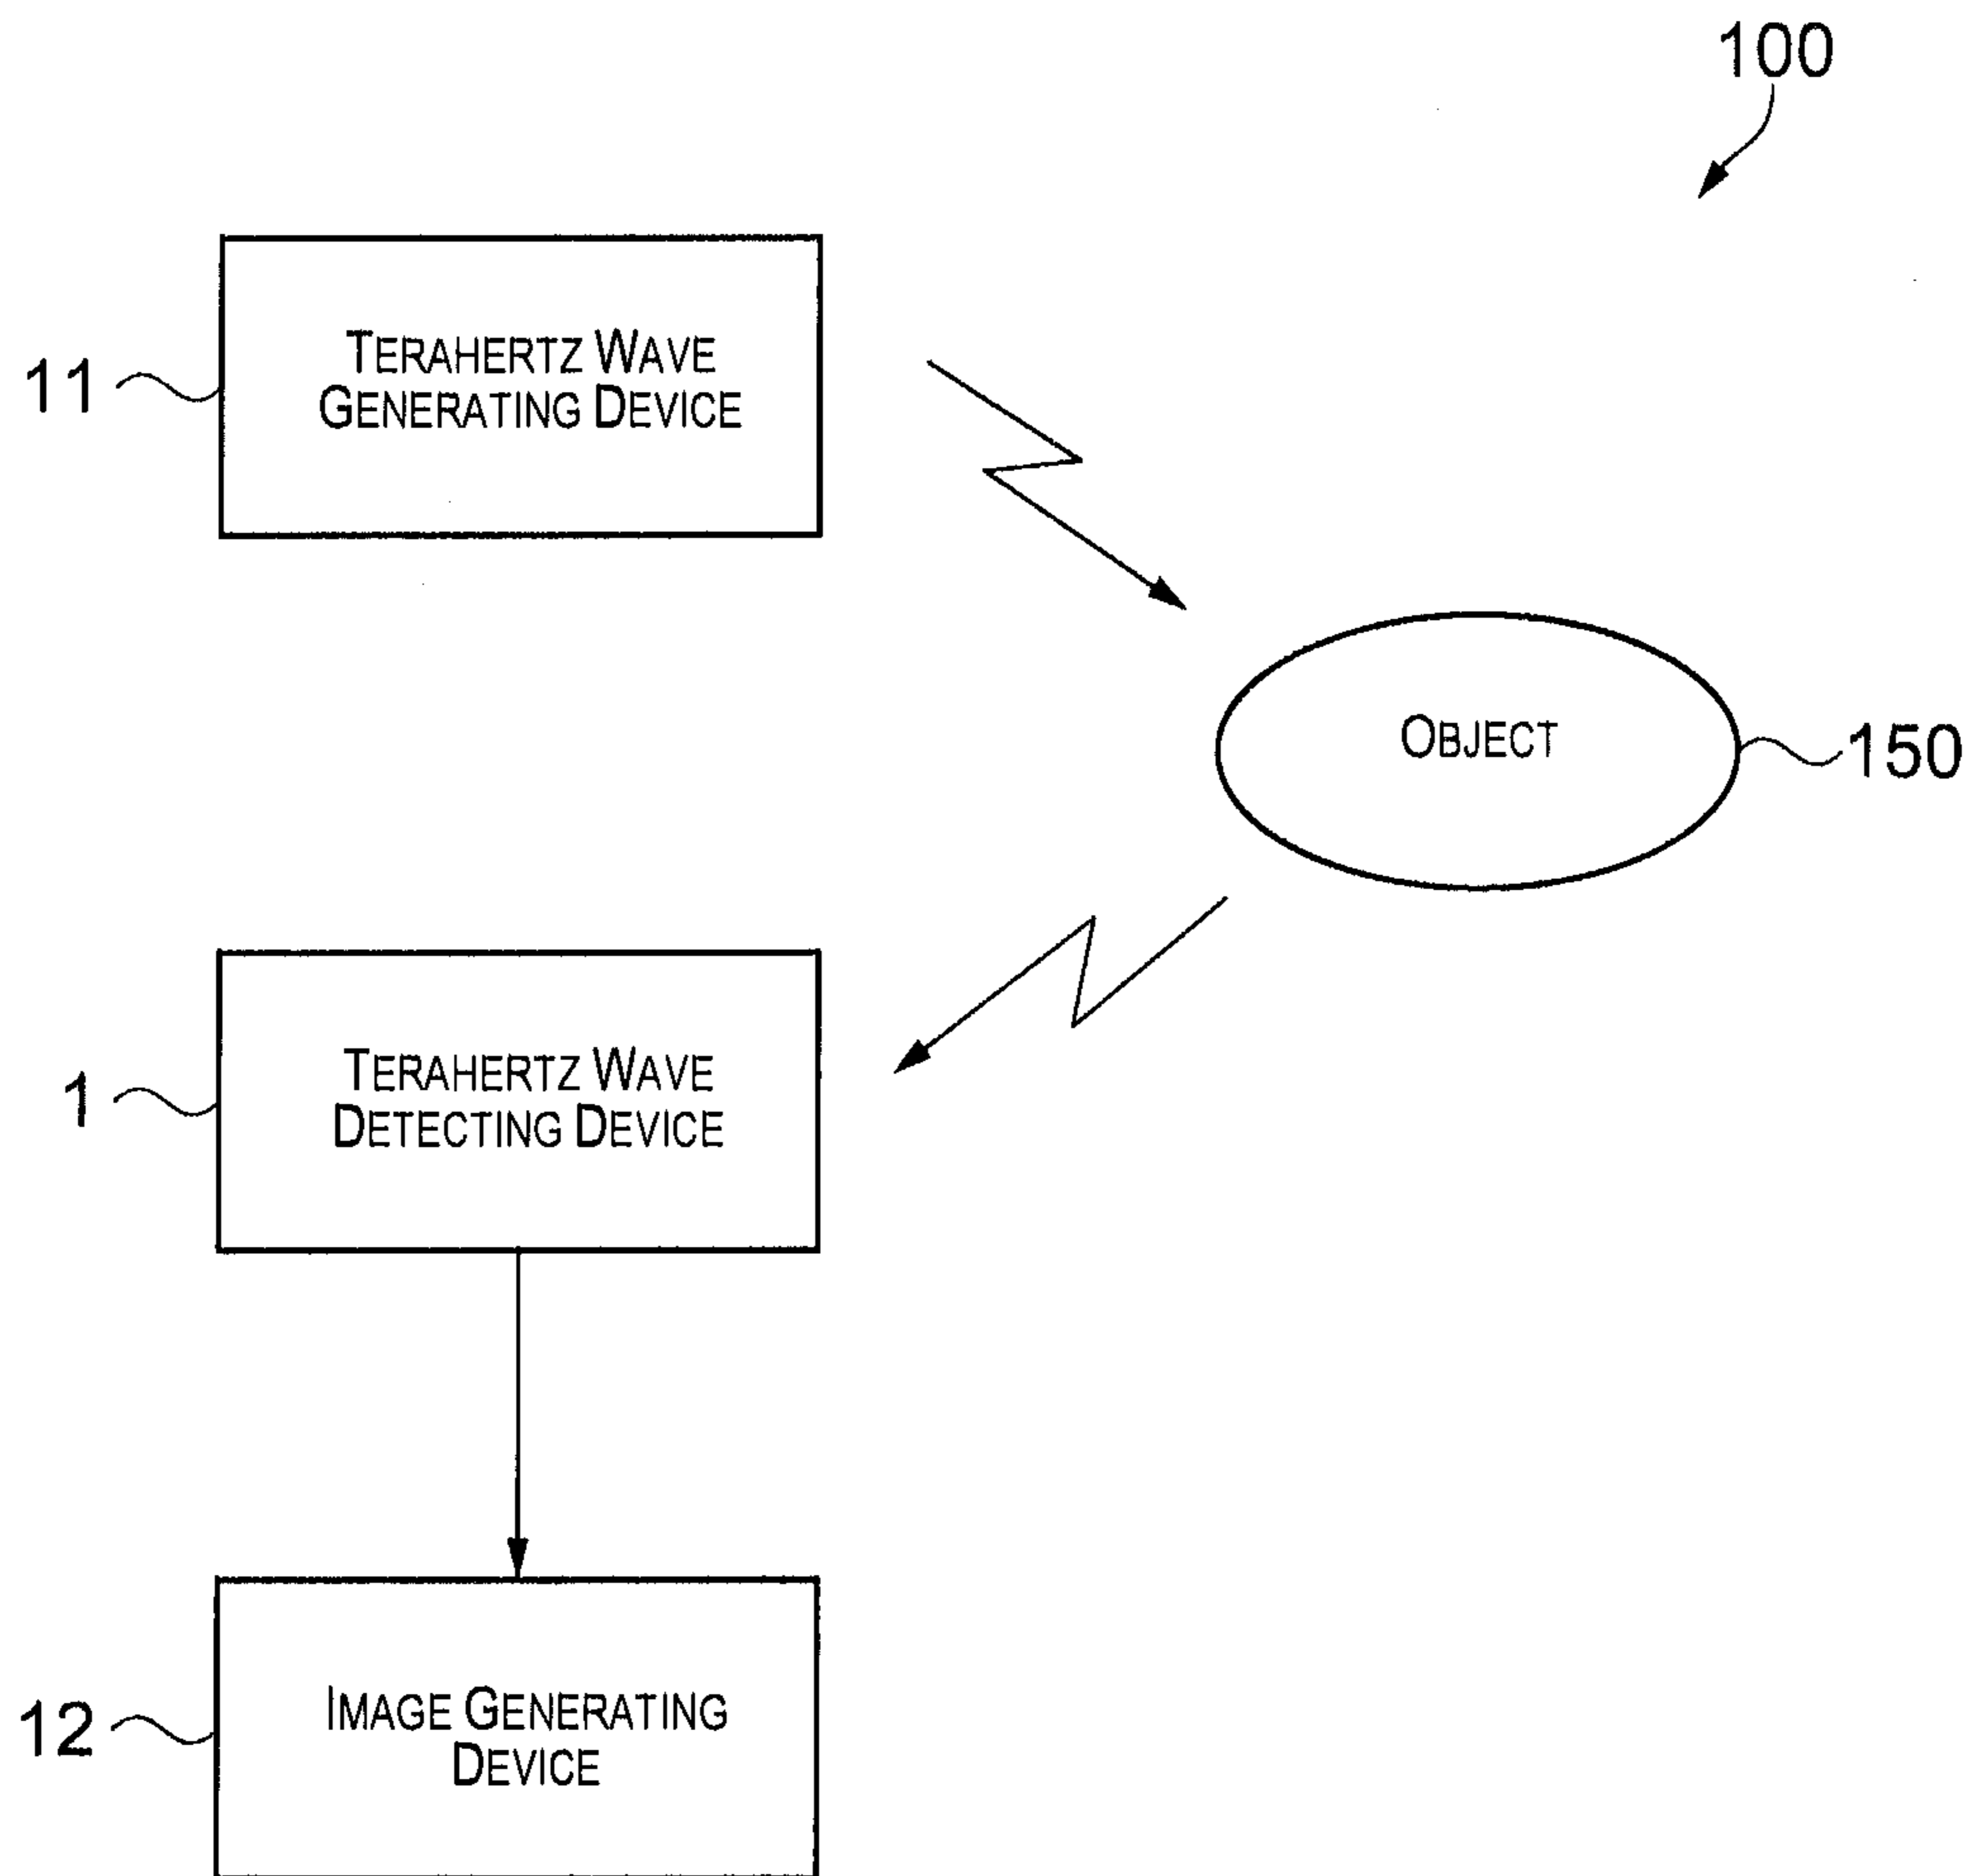 100
11
Terahertz Wave
Generating Device
Object
150
1
Terahertz Wave
Detecting Device
12
Image Generating
Device